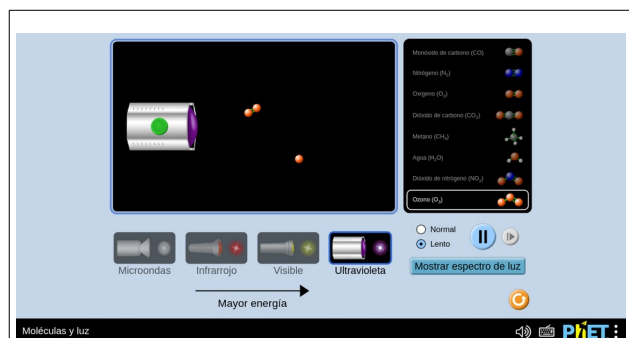 Monóxido de carbono (CO)
Nitrógeno (N₂)
Oxígeno (O₂)
Dióxido de carbono (CO₂)
Metano (CH₄)
Agua (H₂O)
Dióxido de nitrógeno (NO₂)
Ozono (O₃)
Normal
Lento
Microondas Infrarrojo Visible Ultravioleta
Mostrar espectro de luz
Mayor energía
Moléculas y luz PhET